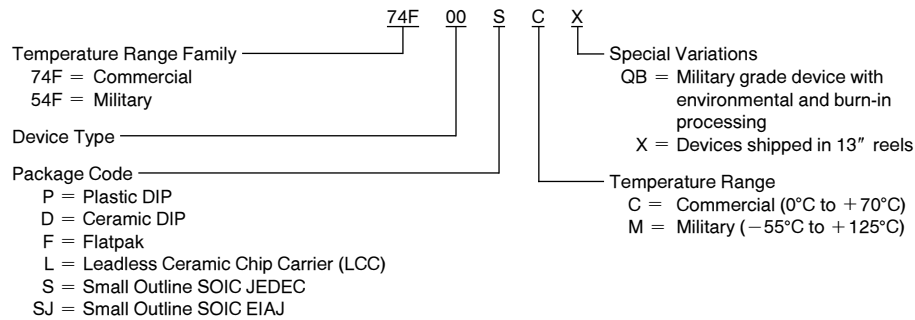 74F 00 S C X
Temperature Range Family
74F = Commercial
54F = Military
Device Type
Package Code
P = Plastic DIP
D = Ceramic DIP
F = Flatpak
L = Leadless Ceramic Chip Carrier (LCC)
S = Small Outline SOIC JEDEC
SJ = Small Outline SOIC EIAJ
Special Variations
QB = Military grade device with
environmental and burn-in
processing
X = Devices shipped in 13″ reels
Temperature Range
C = Commercial (0°C to +70°C)
M = Military (−55°C to +125°C)